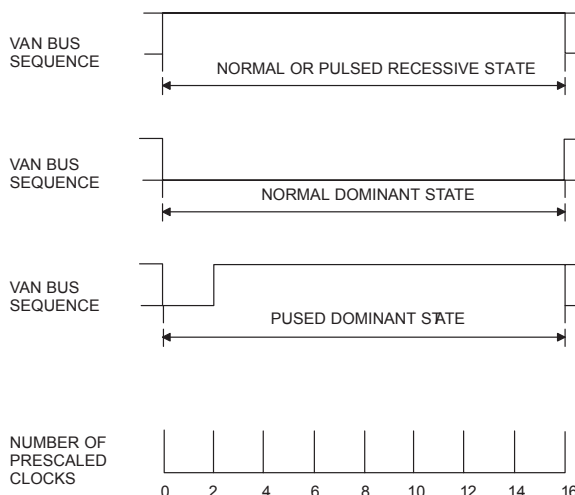 VAN BUS
SEQUENCE
NORMAL OR PULSED RECESSIVE STATE
VAN BUS
SEQUENCE
NORMAL DOMINANT STATE
VAN BUS
SEQUENCE
PUSED DOMINANT STATE
NUMBER OF
PRESCALED
CLOCKS
0 2 4 6 8 10 12 14 16